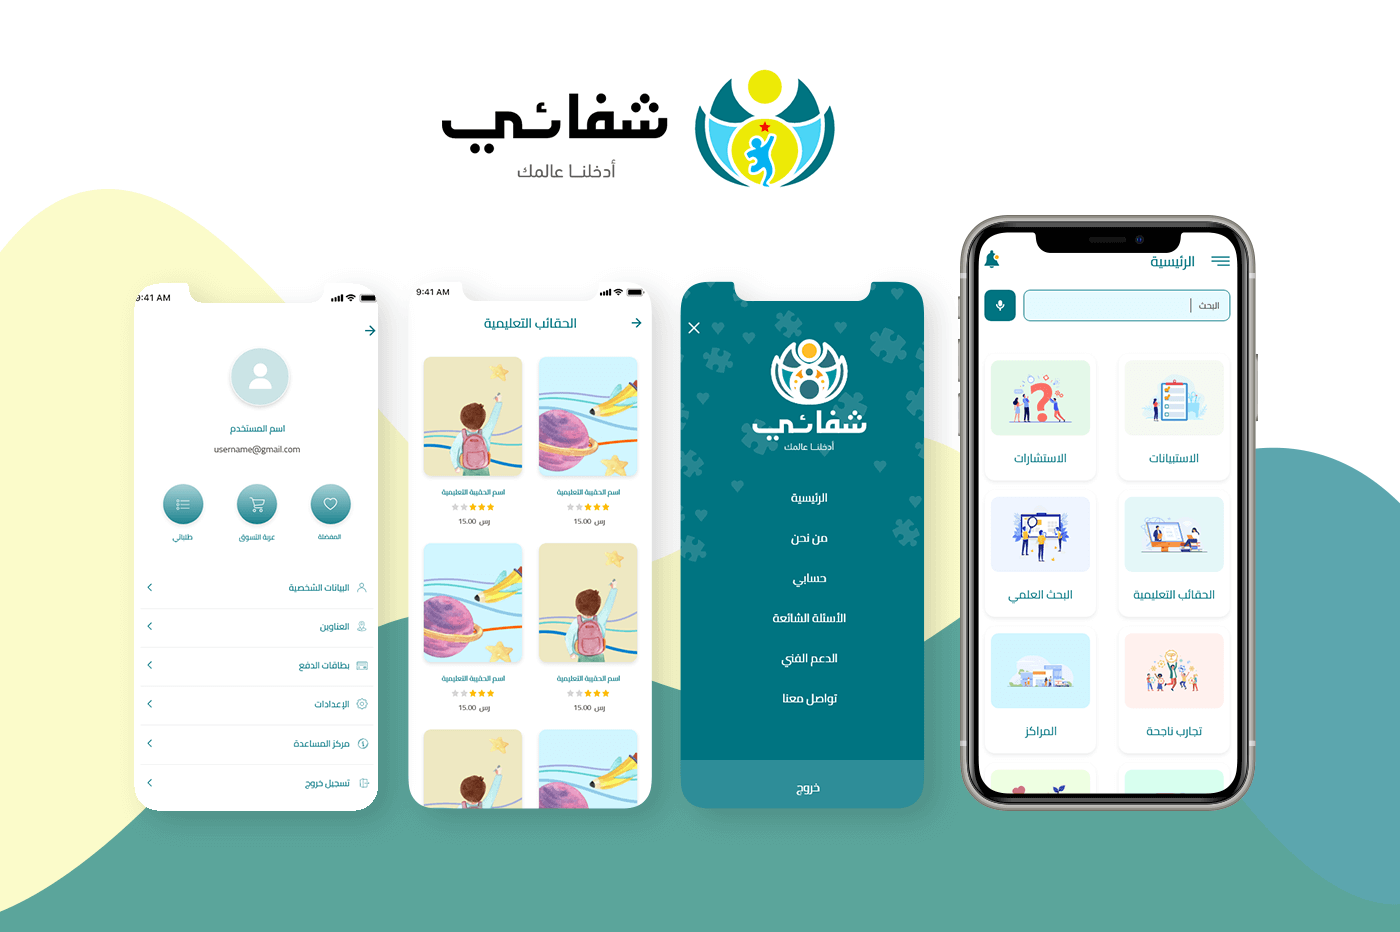 شفائي
أدخلنــا عالمك
9:41 AM
اسم المستخدم
username@gmail.com
المفضلة
عربة التسوق
طلباتي
البيانات الشخصية
العناوين
بطاقات الدفع
الإعدادات
مركز المساعدة
تسجيل خروج
9:41 AM
الحقائب التعليمية
اسم الحقيبة التعليمية
15.00 رس
اسم الحقيبة التعليمية
15.00 رس
اسم الحقيبة التعليمية
15.00 رس
اسم الحقيبة التعليمية
15.00 رس
شفائي
أدخلنــا عالمك
الرئيسية
من نحن
حسابي
الأسئلة الشائعة
الدعم الفني
تواصل معنا
خروج
الرئيسية
البحث
الاستبيانات
الاستشارات
الحقائب التعليمية
البحث العلمي
تجارب ناجحة
المراكز